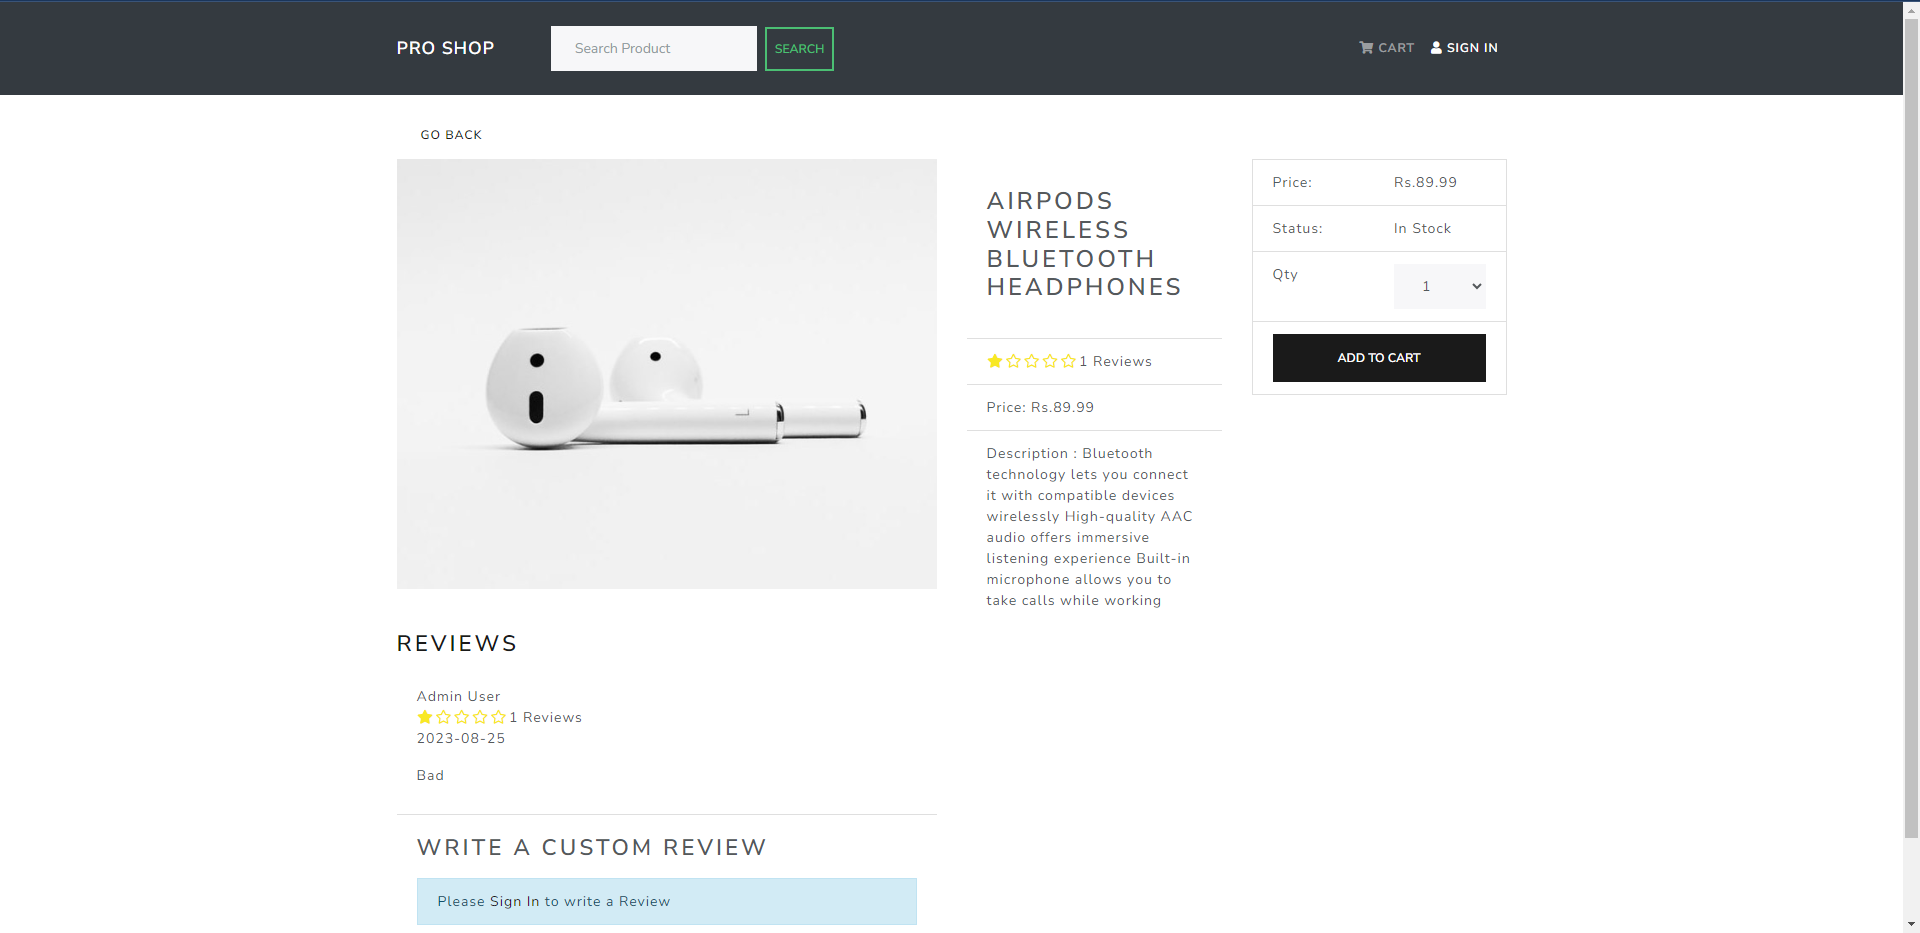 PRO SHOP
Search Product
SEARCH
CART
SIGN IN
GO BACK
AIRPODS
WIRELESS
BLUETOOTH
HEADPHONES
1 Reviews
Price: Rs.89.99
Description : Bluetooth
technology lets you connect
it with compatible devices
wirelessly High-quality AAC
audio offers immersive
listening experience Built-in
microphone allows you to
take calls while working
Price: Rs.89.99
Status: In Stock
Qty 1
ADD TO CART
REVIEWS
Admin User
1 Reviews
2023-08-25
Bad
WRITE A CUSTOM REVIEW
Please Sign In to write a Review